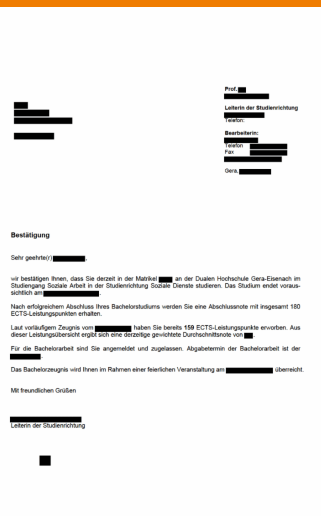 Prof.
Leiterin der Studienrichtung
Telefon:
Bearbeiterin:
Telefon
Fax
Gera,
Bestätigung
Sehr geehrte(r) ,
wir bestätigen Ihnen, dass Sie derzeit in der Matrikel an der Dualen Hochschule Gera-Eisenach im
Studiengang Soziale Arbeit in der Studienrichtung Soziale Dienste studieren. Das Studium endet voraus-
sichtlich am .
Nach erfolgreichem Abschluss Ihres Bachelorstudiums werden Sie eine Abschlussnote mit insgesamt 180
ECTS-Leistungspunkten erhalten.
Laut vorläufigem Zeugnis vom haben Sie bereits 159 ECTS-Leistungspunkte erworben. Aus
dieser Leistungsübersicht ergibt sich eine derzeitige gewichtete Durchschnittsnote von .
Für die Bachelorarbeit sind Sie angemeldet und zugelassen. Abgabetermin der Bachelorarbeit ist der
.
Das Bachelorzeugnis wird Ihnen im Rahmen einer feierlichen Veranstaltung am überreicht.
Mit freundlichen Grüßen
Leiterin der Studienrichtung